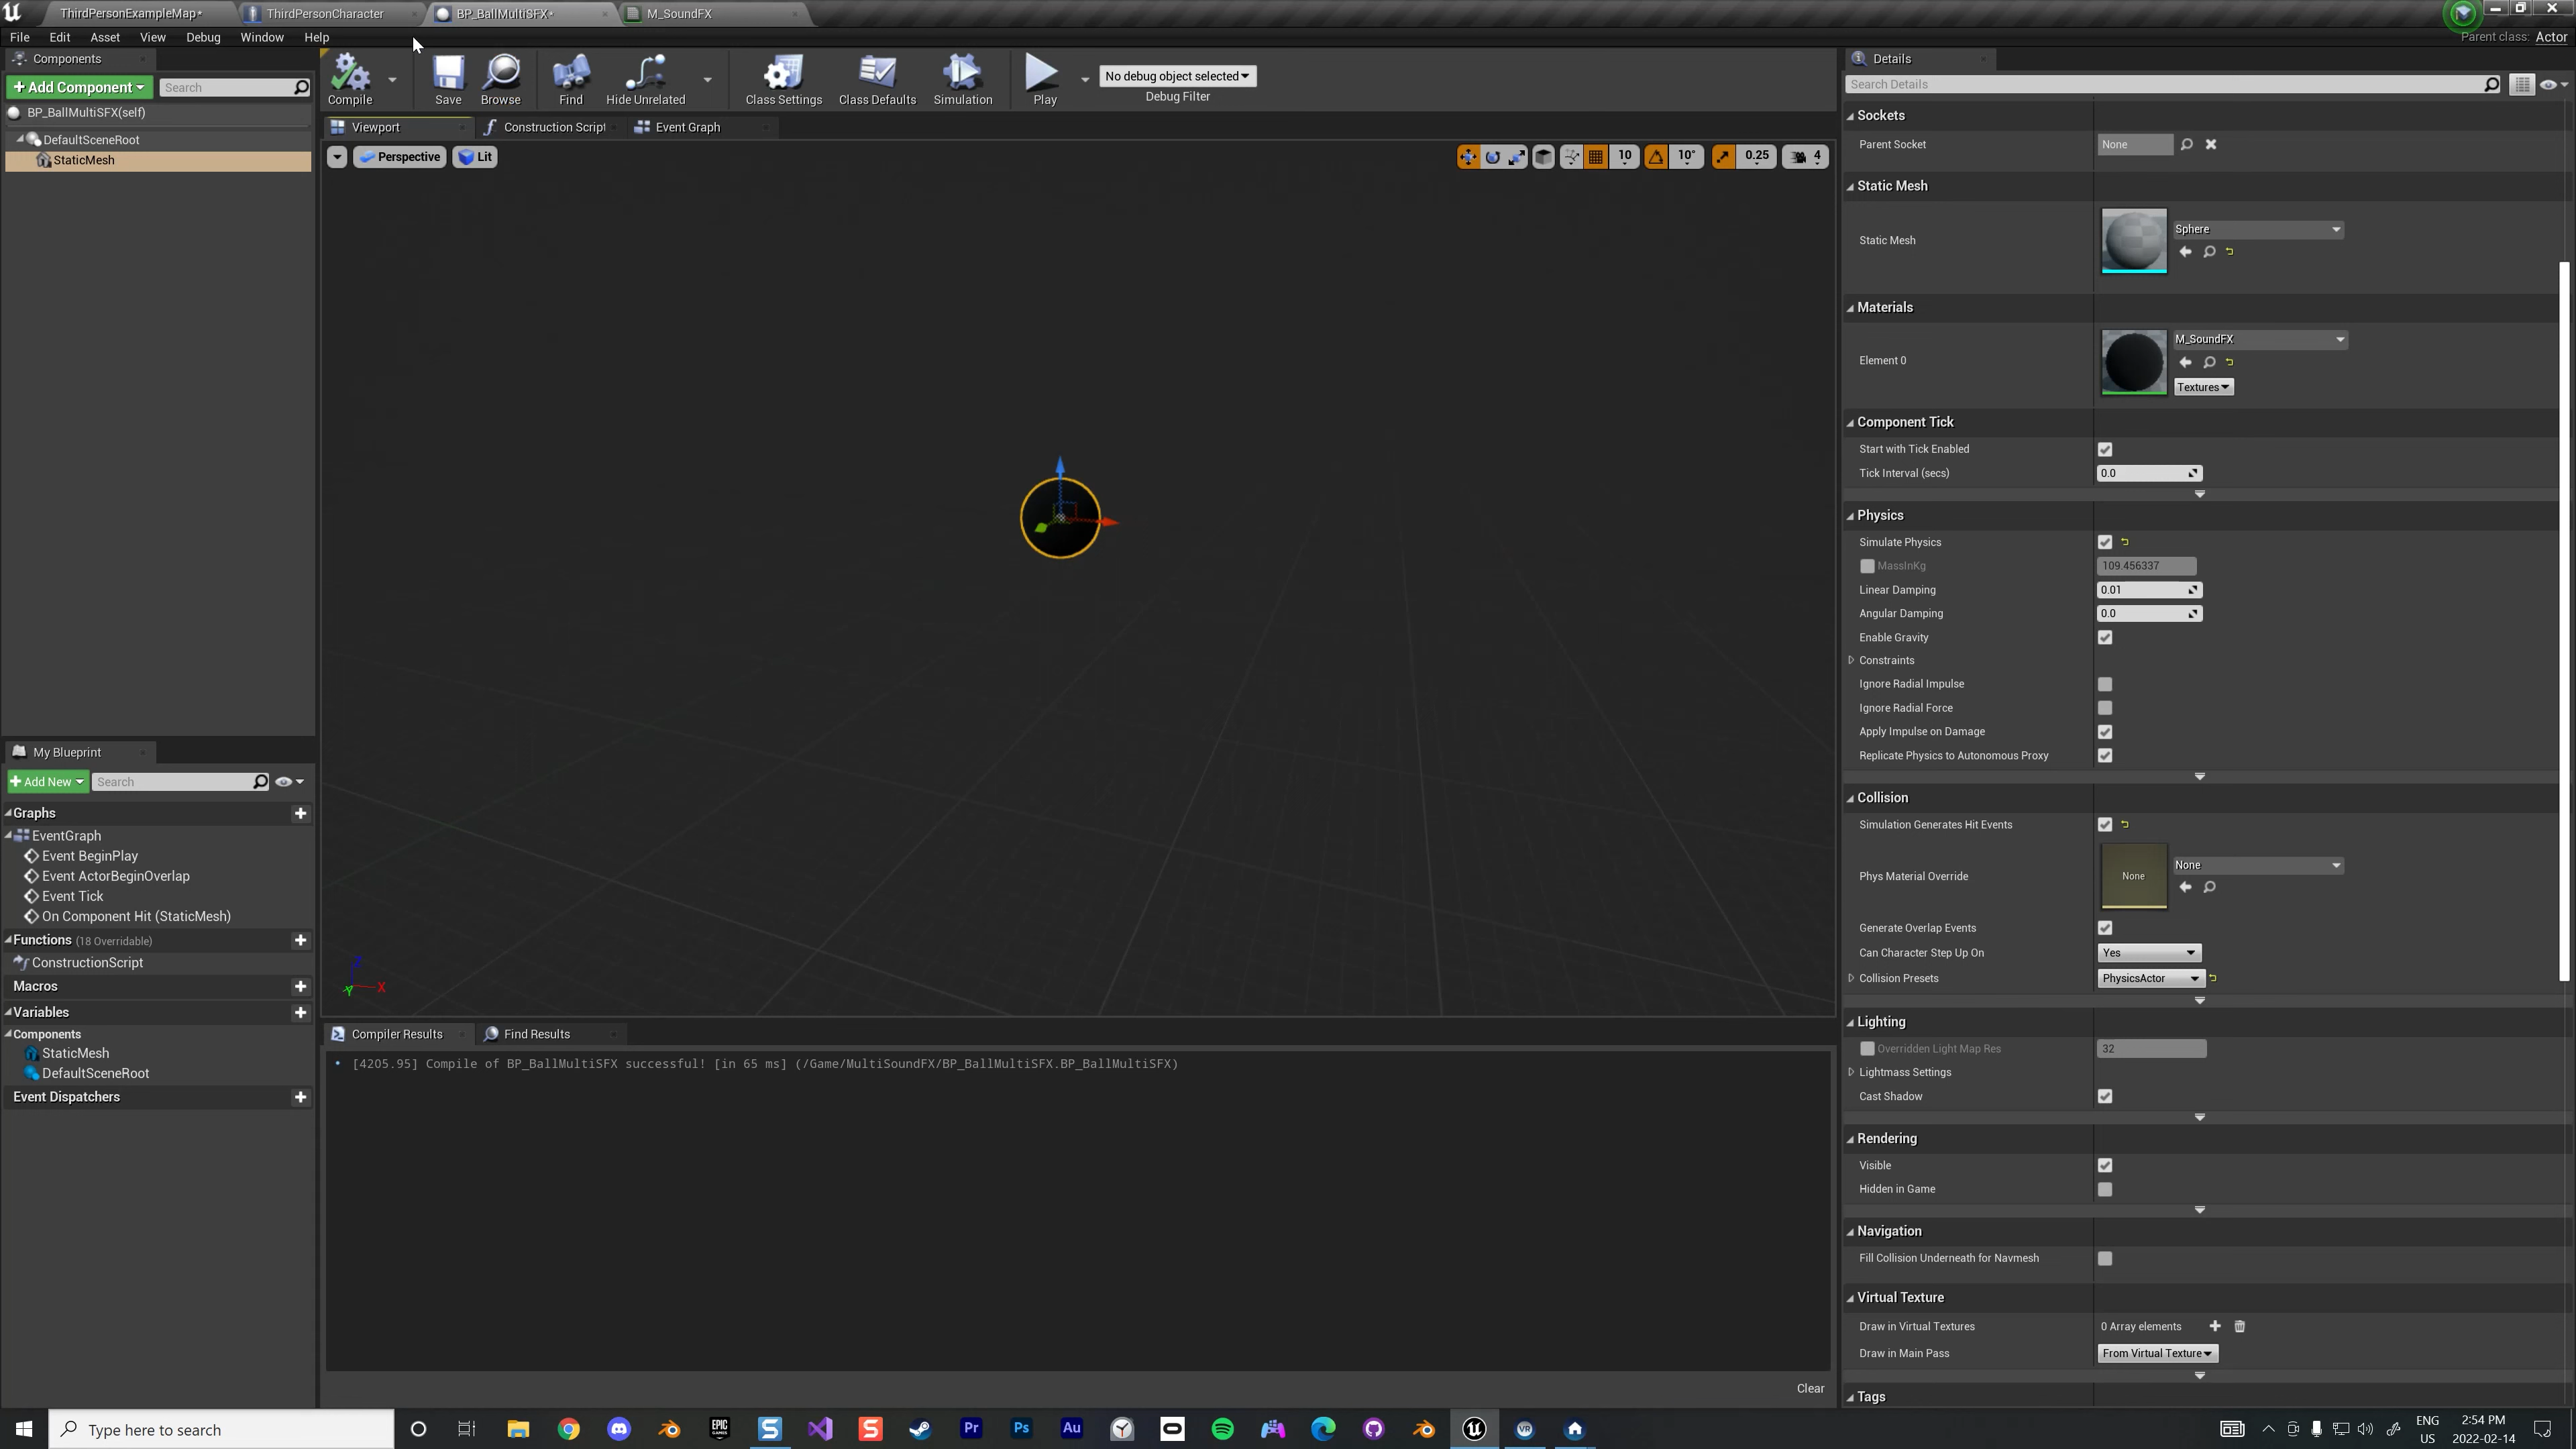 ThirdPersonExampleMap*
ThirdPersonCharacter
BP_BallMultiSFX*
M_SoundFX
File Edit Asset View Debug Window Help
Parent class: Actor
Components
+ Add Component
Search
BP_BallMultiSFX(self)
DefaultSceneRoot
StaticMesh
Compile
Save
Browse
Find
Hide Unrelated
Class Settings
Class Defaults
Simulation
Play
No debug object selected
Debug Filter
Viewport
Construction Script
Event Graph
Perspective
Lit
10
10°
0.25
4
Z
Y
X
My Blueprint
+ Add New
Search
Graphs
EventGraph
Event BeginPlay
Event ActorBeginOverlap
Event Tick
On Component Hit (StaticMesh)
Functions (18 Overridable)
ConstructionScript
Macros
Variables
Components
StaticMesh
DefaultSceneRoot
Event Dispatchers
Compiler Results
Find Results
[4205.95] Compile of BP_BallMultiSFX successful! [in 65 ms] (/Game/MultiSoundFX/BP_BallMultiSFX.BP_BallMultiSFX)
Clear
Details
Search Details
Sockets
Parent Socket
None
Static Mesh
Static Mesh
Sphere
Materials
Element 0
M_SoundFX
Textures
Component Tick
Start with Tick Enabled
Tick Interval (secs)
0.0
Physics
Simulate Physics
MassInKg
109.456337
Linear Damping
0.01
Angular Damping
0.0
Enable Gravity
Constraints
Ignore Radial Impulse
Ignore Radial Force
Apply Impulse on Damage
Replicate Physics to Autonomous Proxy
Collision
Simulation Generates Hit Events
Phys Material Override
None
None
Generate Overlap Events
Can Character Step Up On
Yes
Collision Presets
PhysicsActor
Lighting
Overridden Light Map Res
32
Lightmass Settings
Cast Shadow
Rendering
Visible
Hidden in Game
Navigation
Fill Collision Underneath for Navmesh
Virtual Texture
Draw in Virtual Textures
0 Array elements
Draw in Main Pass
From Virtual Texture
Tags
Type here to search
EPIC GAMES
S
S
Pr
Ps
Au
VR
ENG
US
2:54 PM
2022-02-14